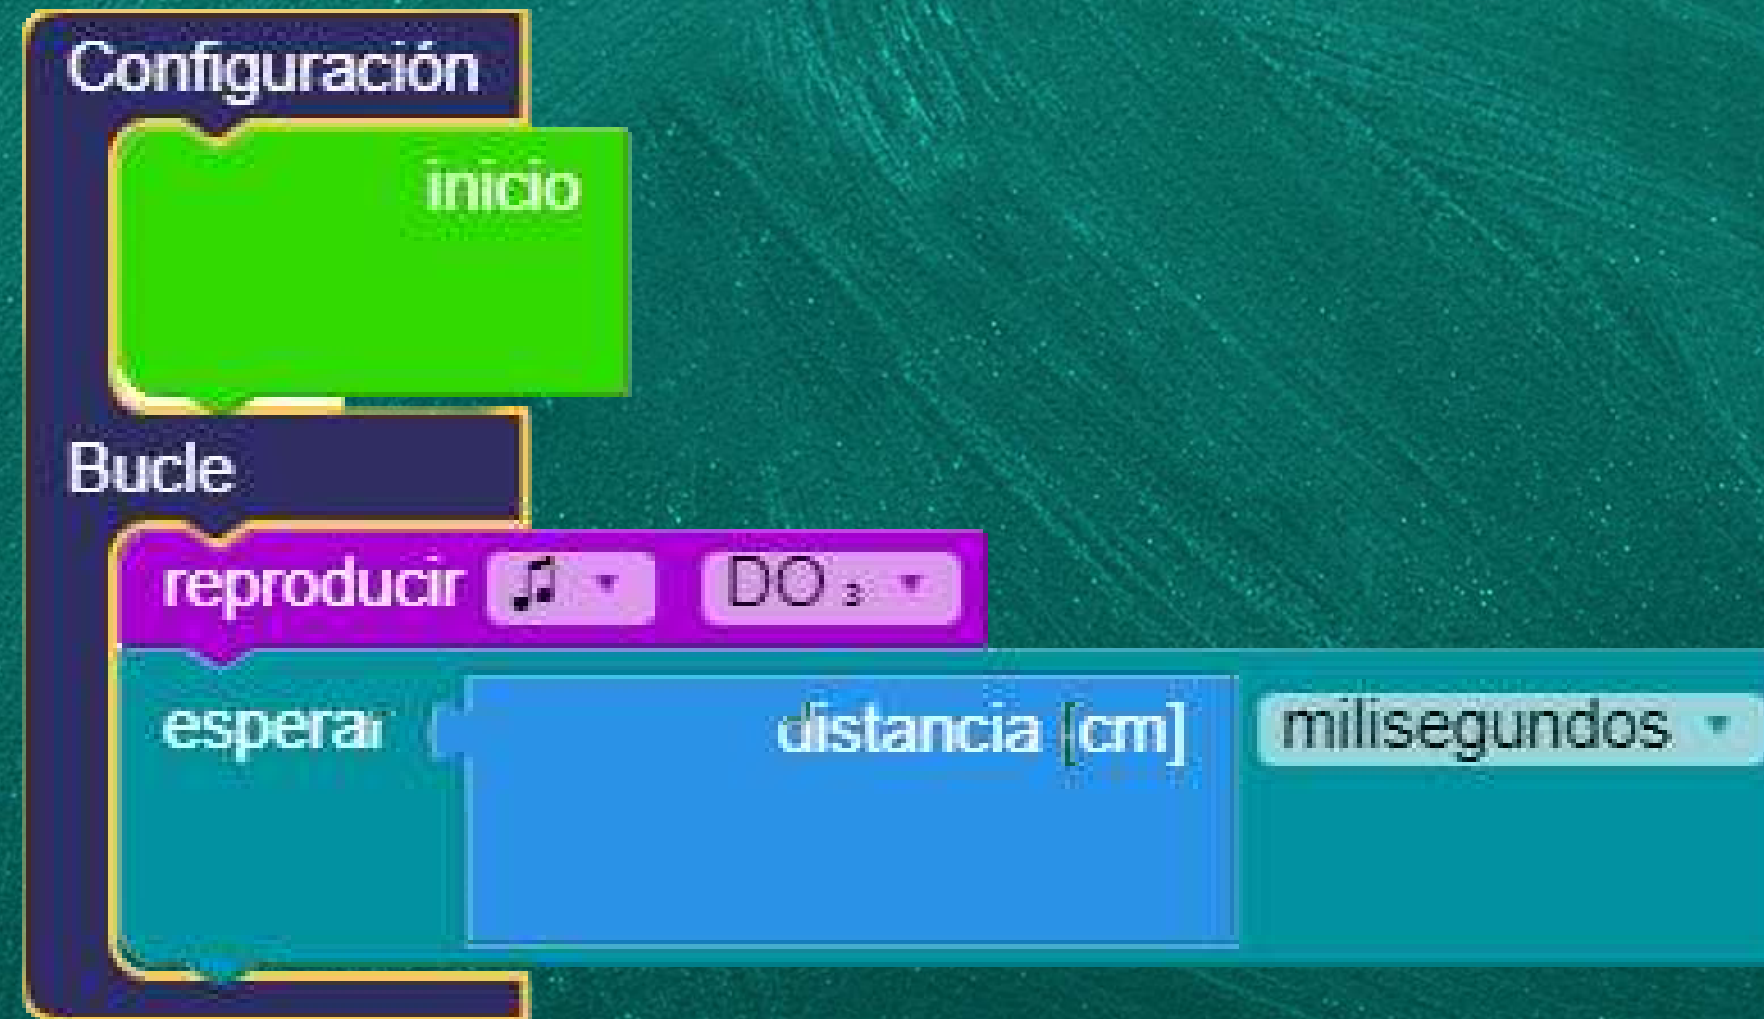 Configuración
inicio
Bucle
reproducir ♫ DO ₃
esperar distancia [cm] milisegundos